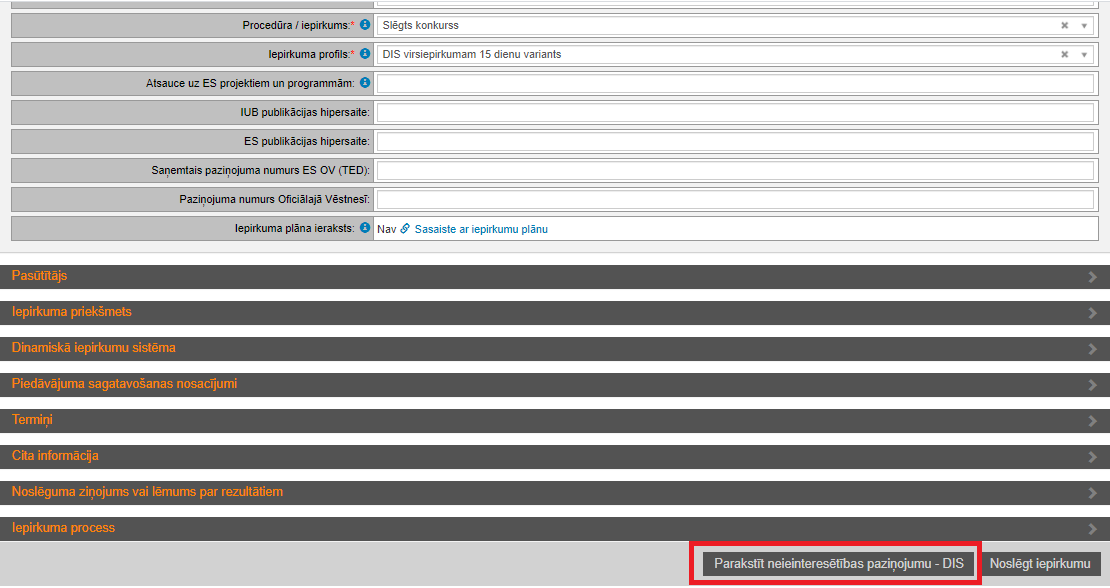 Procedūra / iepirkums:* Slēgts konkurss
Iepirkuma profils:* DIS virsiepirkumam 15 dienu variants
Atsauce uz ES projektiem un programmām:
IUB publikācijas hipersaite:
ES publikācijas hipersaite:
Saņemtais paziņojuma numurs ES OV (TED):
Paziņojuma numurs Oficiālajā Vēstnesī:
Iepirkuma plāna ieraksts: Nav Sasaiste ar iepirkumu plānu
Pasūtītājs
Iepirkuma priekšmets
Dinamiskā iepirkumu sistēma
Piedāvājuma sagatavošanas nosacījumi
Termiņi
Cita informācija
Noslēguma ziņojums vai lēmums par rezultātiem
Iepirkuma process
Parakstīt neieinteresētības paziņojumu - DIS Noslēgt iepirkumu